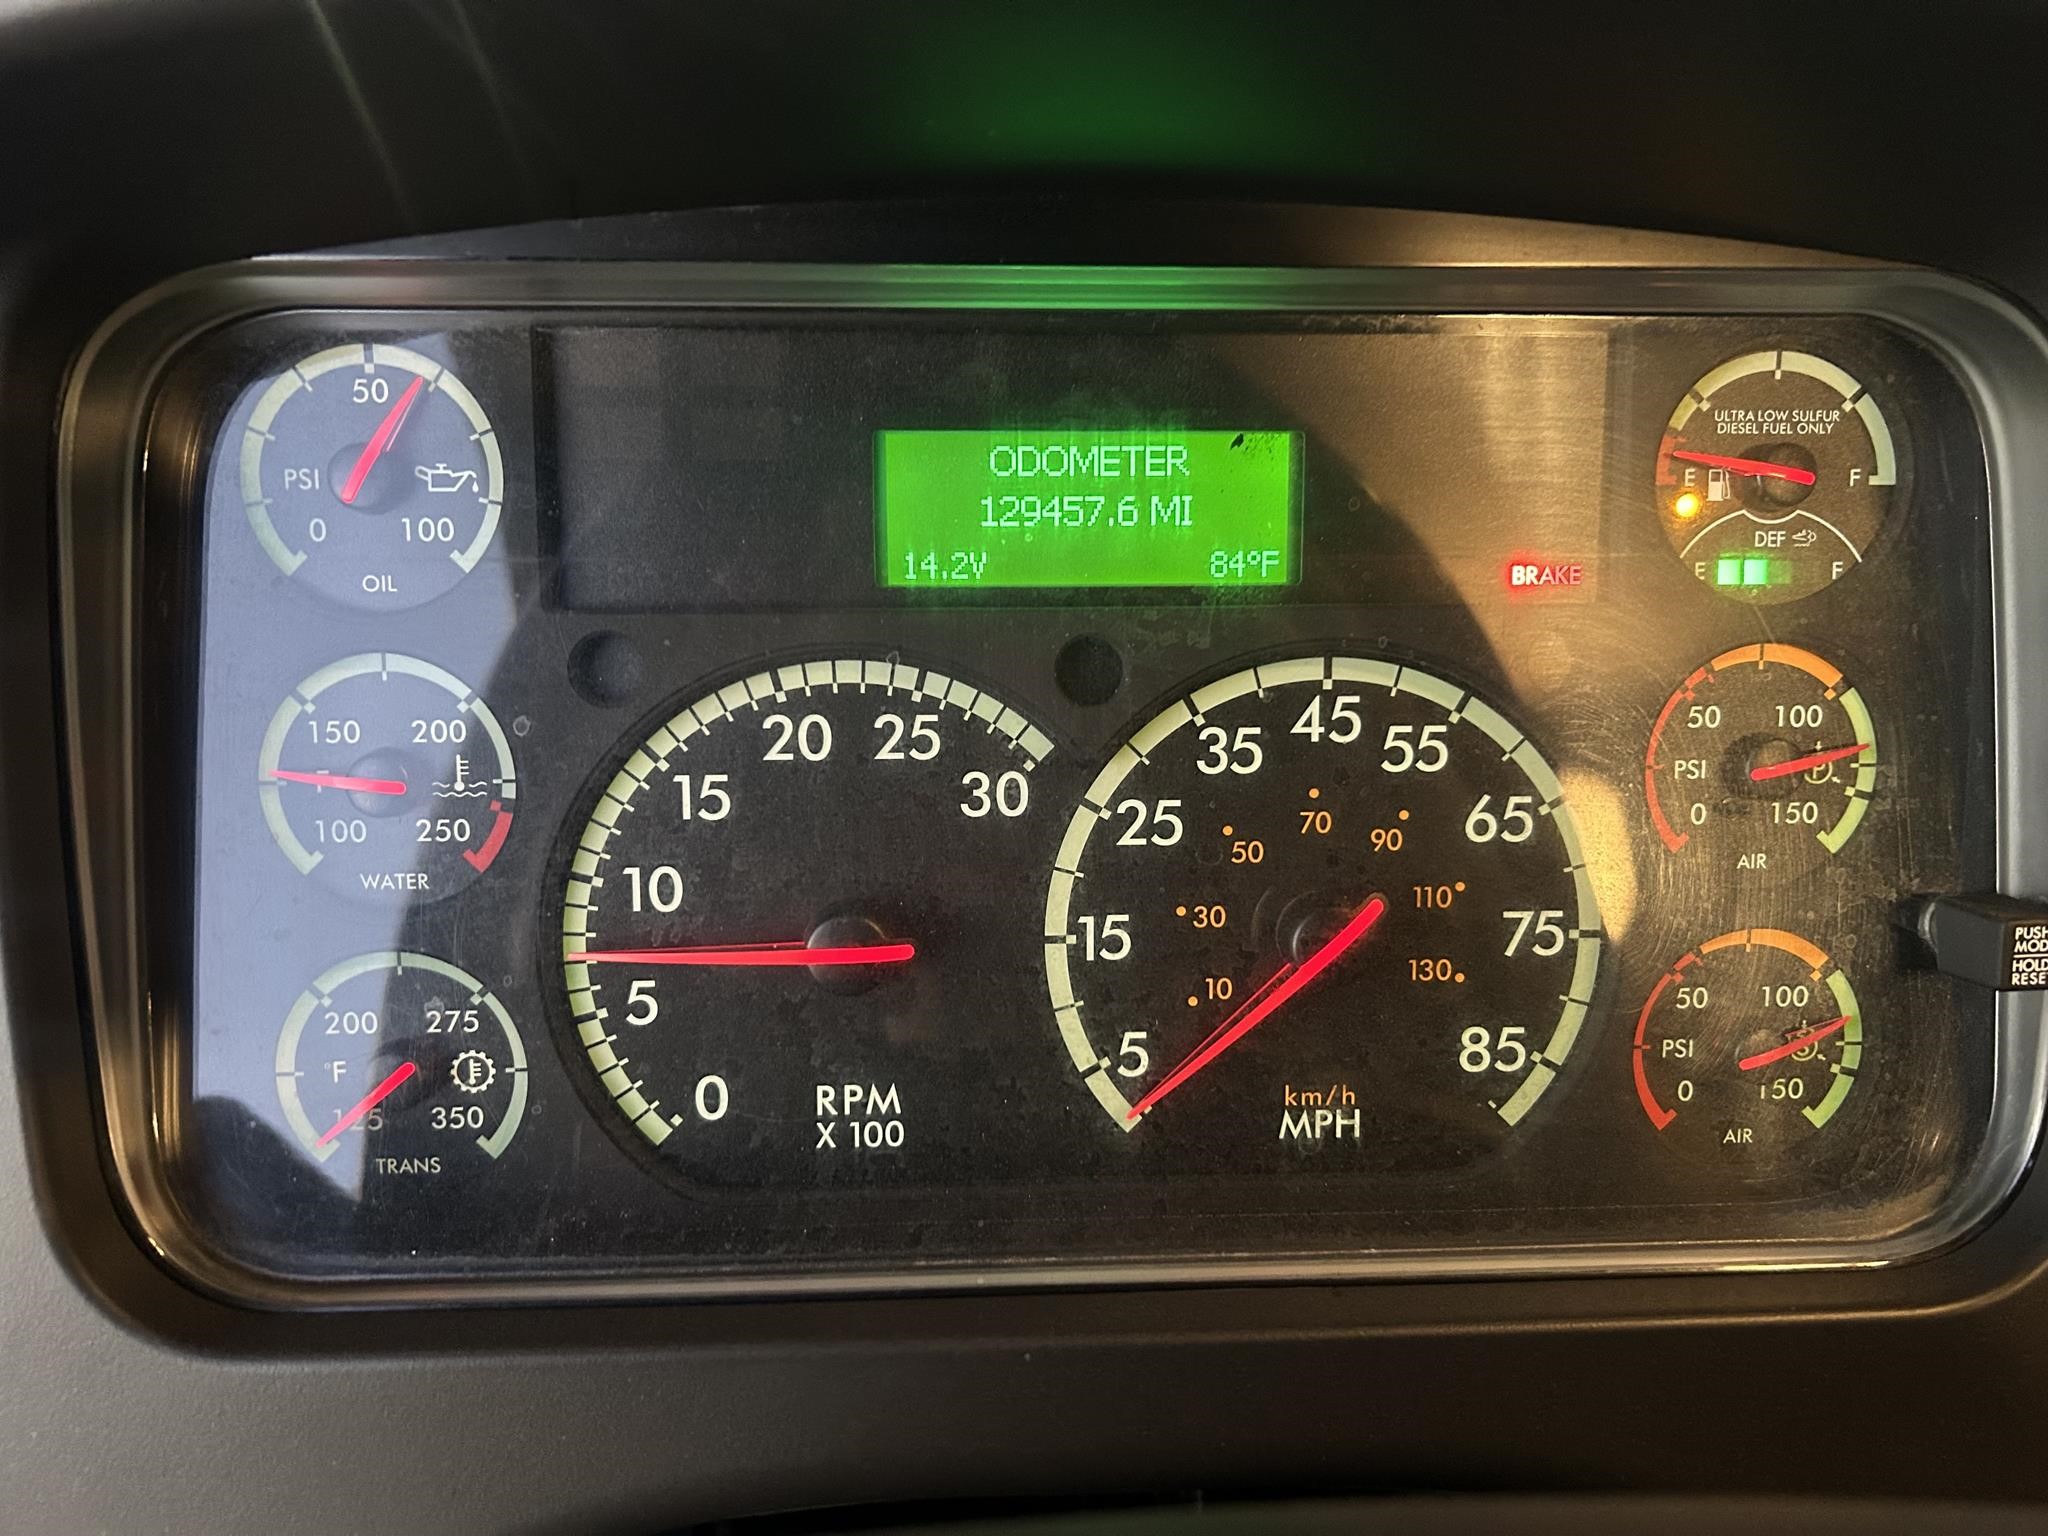 50
PSI
0 100
OIL
ODOMETER
129457.6 MI
14.2V 84°F
BRAKE
ULTRA LOW SULFUR
DIESEL FUEL ONLY
E F
DEF
E F
150 200
F
100 250
WATER
200 275
°F
350
TRANS
0 5 10 15 20 25 30
RPM
X 100
5 15 25 35 45 55 65 75 85
10 30 50 70 90 110 130
km/h
MPH
50 100
PSI
0 150
AIR
50 100
PSI
0 150
AIR
PUSH